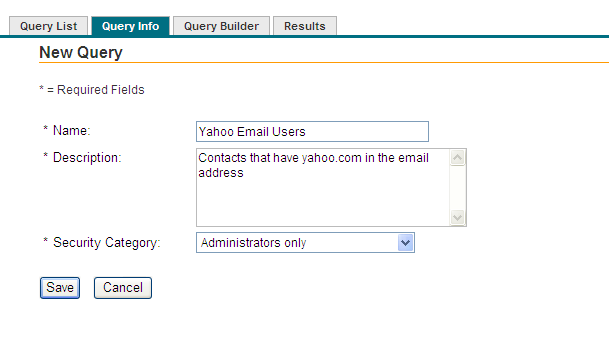 Query List Query Info Query Builder Results
New Query
* = Required Fields
* Name: Yahoo Email Users
* Description: Contacts that have yahoo.com in the email
address
* Security Category: Administrators only
Save Cancel